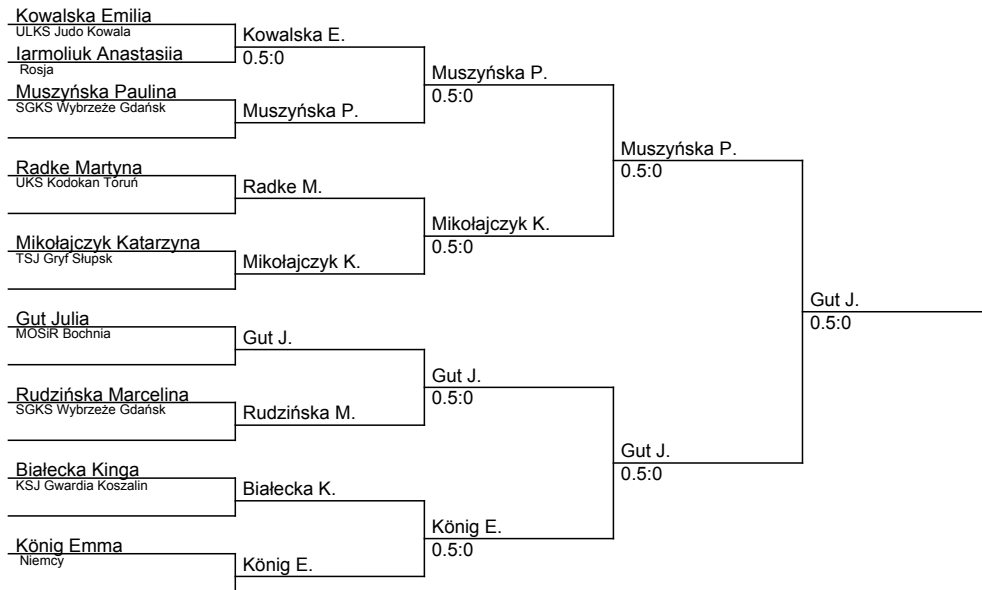 Kowalska Emilia
ULKS Judo Kowala
Iarmoliuk Anastasiia
Rosja
Muszyńska Paulina
SGKS Wybrzeże Gdańsk
Radke Martyna
UKS Kodokan Toruń
Mikołajczyk Katarzyna
TSJ Gryf Słupsk
Gut Julia
MOSiR Bochnia
Rudzińska Marcelina
SGKS Wybrzeże Gdańsk
Białecka Kinga
KSJ Gwardia Koszalin
König Emma
Niemcy
Kowalska E.
0.5:0
Muszyńska P.
Radke M.
Mikołajczyk K.
Gut J.
Rudzińska M.
Białecka K.
König E.
Muszyńska P.
0.5:0
Mikołajczyk K.
0.5:0
Gut J.
0.5:0
König E.
0.5:0
Muszyńska P.
0.5:0
Gut J.
0.5:0
Gut J.
0.5:0